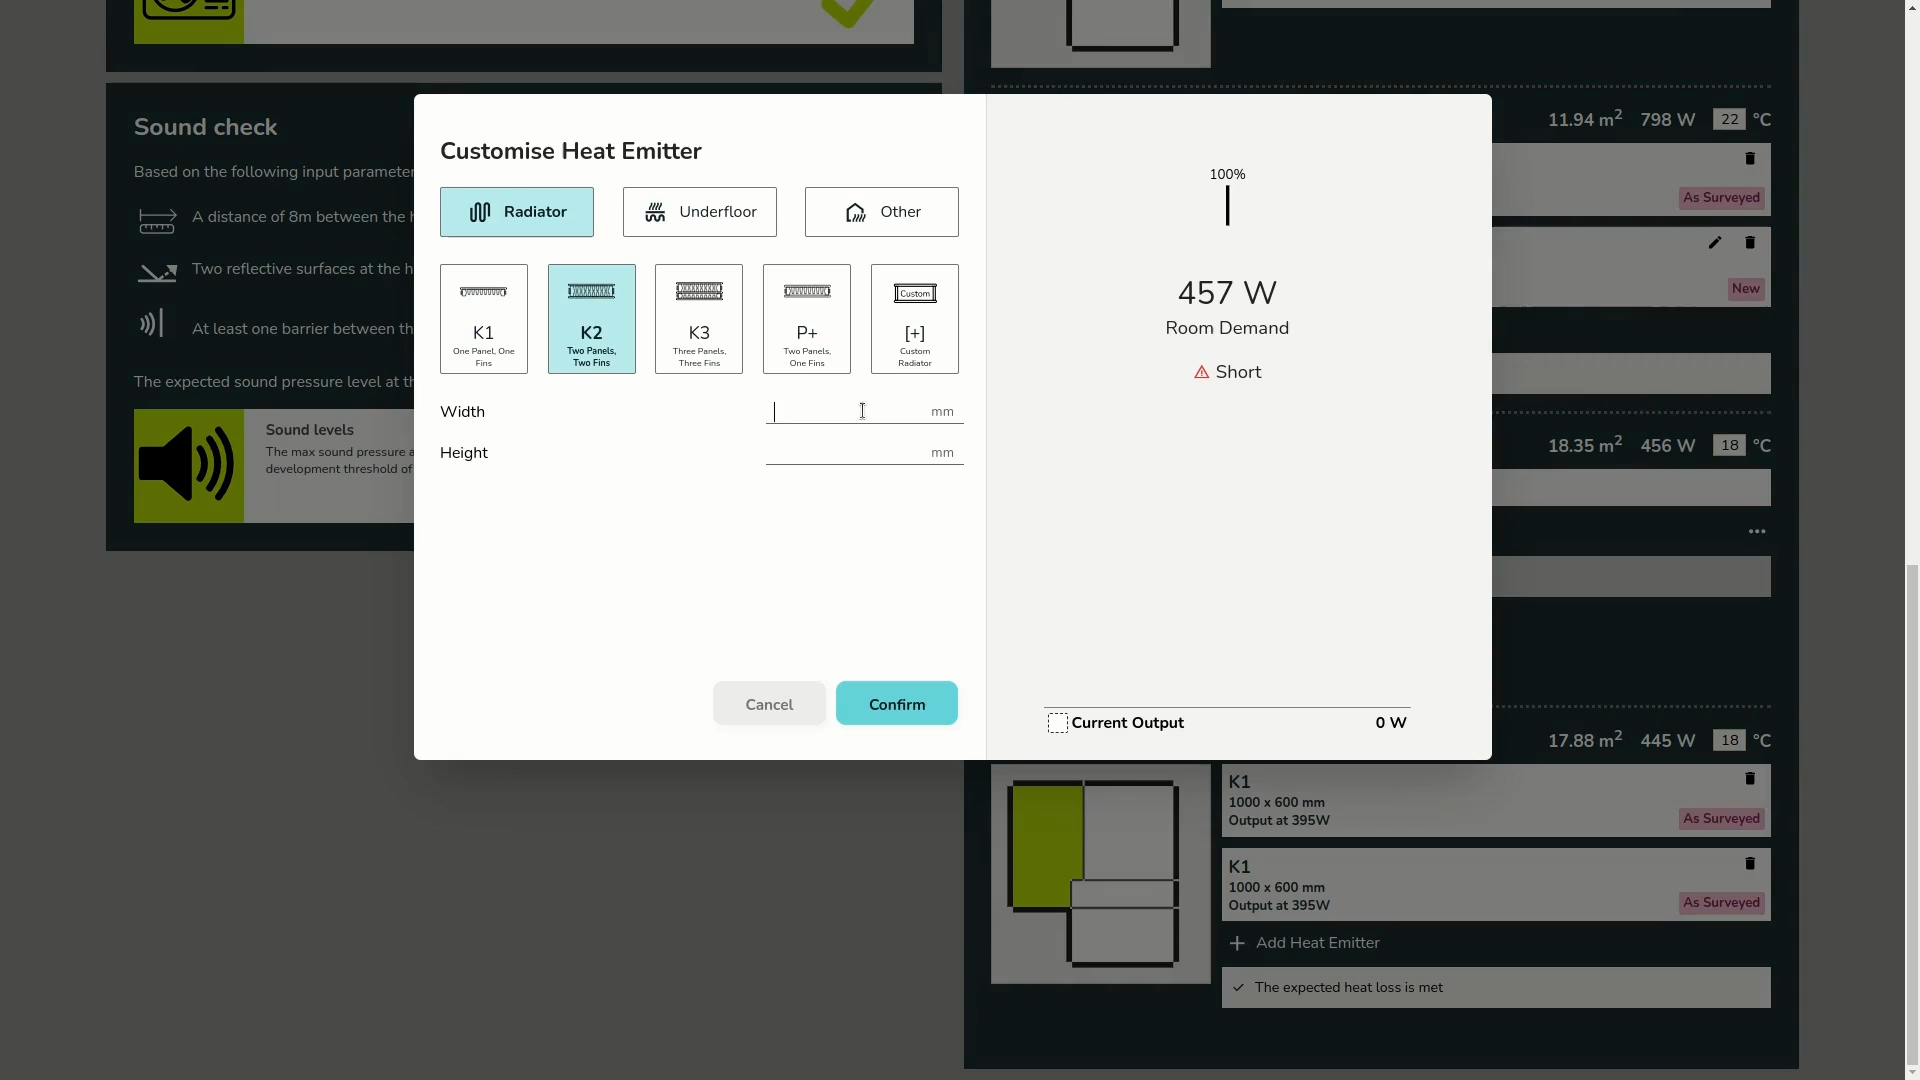 Sound check
Based on the following input parameter
A distance of 8m between the h
Two reflective surfaces at the h
At least one barrier between th
The expected sound pressure level at th
Sound levels
The max sound pressure a
development threshold of
Customise Heat Emitter
Radiator
Underfloor
Other
K1
One Panel, One
Fins
K2
Two Panels,
Two Fins
K3
Three Panels,
Three Fins
P+
Two Panels,
One Fins
Custom
[+]
Custom
Radiator
Width
mm
Height
mm
Cancel
Confirm
100%
457 W
Room Demand
Short
Current Output 0 W
11.94 m² 798 W 22 °C
As Surveyed
New
18.35 m² 456 W 18 °C
17.88 m² 445 W 18 °C
K1
1000 x 600 mm
Output at 395W
As Surveyed
K1
1000 x 600 mm
Output at 395W
As Surveyed
Add Heat Emitter
The expected heat loss is met